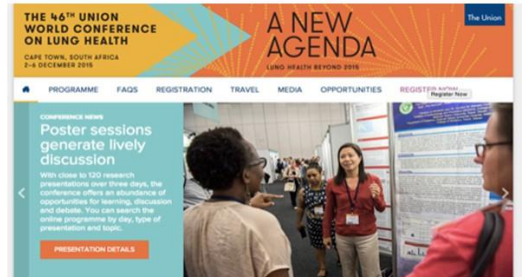 THE 46TH UNION
WORLD CONFERENCE
ON LUNG HEALTH
CAPE TOWN, SOUTH AFRICA
2–6 DECEMBER 2015
A NEW
AGENDA
LUNG HEALTH BEYOND 2015
The Union
PROGRAMME FAQS REGISTRATION TRAVEL MEDIA OPPORTUNITIES REGISTER NOW
Register Now
CONFERENCE NEWS
Poster sessions
generate lively
discussion
With close to 120 research
presentations over three days, the
conference offers an abundance of
opportunities for learning, discussion
and debate. You can search the
online programme by day, type of
presentation and topic.
PRESENTATION DETAILS